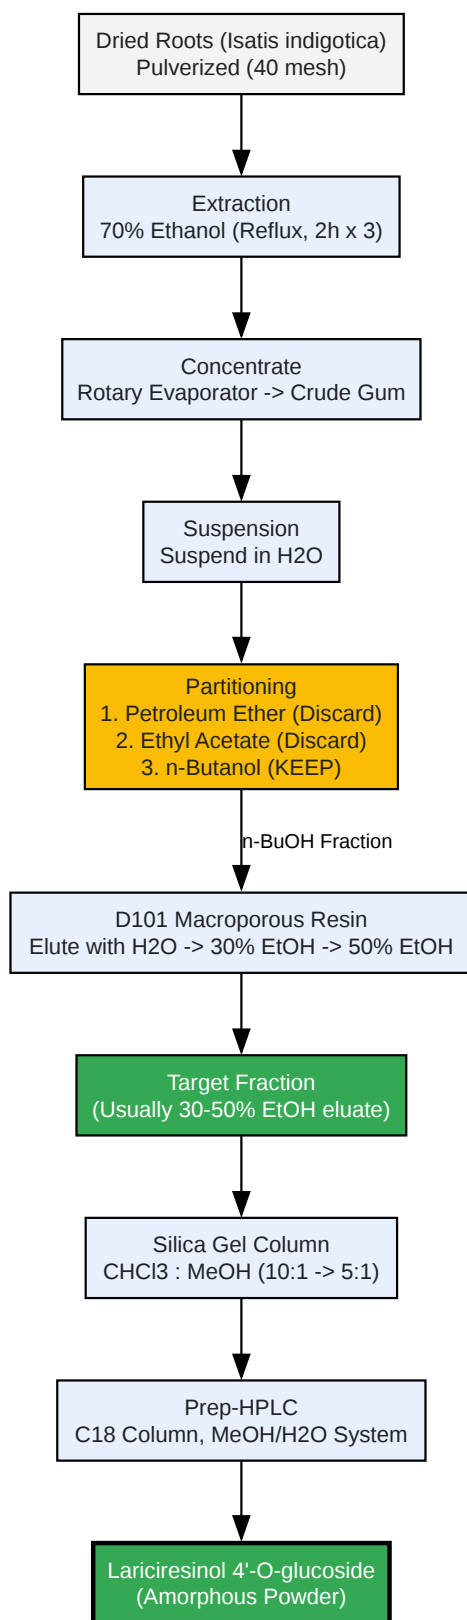 Dried Roots (Isatis indigotica)
Pulverized (40 mesh)
Extraction
70% Ethanol (Reflux, 2h x 3)
Concentrate
Rotary Evaporator -> Crude Gum
Suspension
Suspend in H2O
Partitioning
1. Petroleum Ether (Discard)
2. Ethyl Acetate (Discard)
3. n-Butanol (KEEP)
n-BuOH Fraction
D101 Macroporous Resin
Elute with H2O -> 30% EtOH -> 50% EtOH
Target Fraction
(Usually 30-50% EtOH eluate)
Silica Gel Column
CHCl3 : MeOH (10:1 -> 5:1)
Prep-HPLC
C18 Column, MeOH/H2O System
Lariciresinol 4'-O-glucoside
(Amorphous Powder)